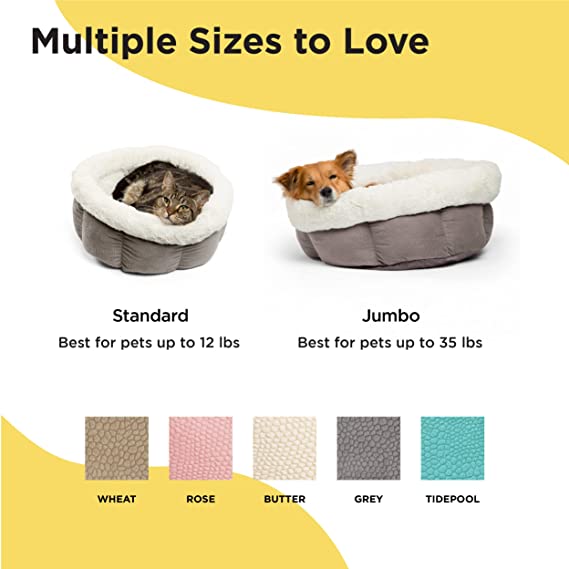 Multiple Sizes to Love
Standard
Best for pets up to 12 lbs
Jumbo
Best for pets up to 35 lbs
WHEAT
ROSE
BUTTER
GREY
TIDEPOOL